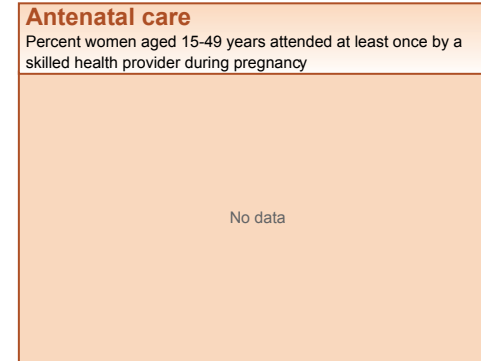 Antenatal care
Percent women aged 15-49 years attended at least once by a
skilled health provider during pregnancy
No data